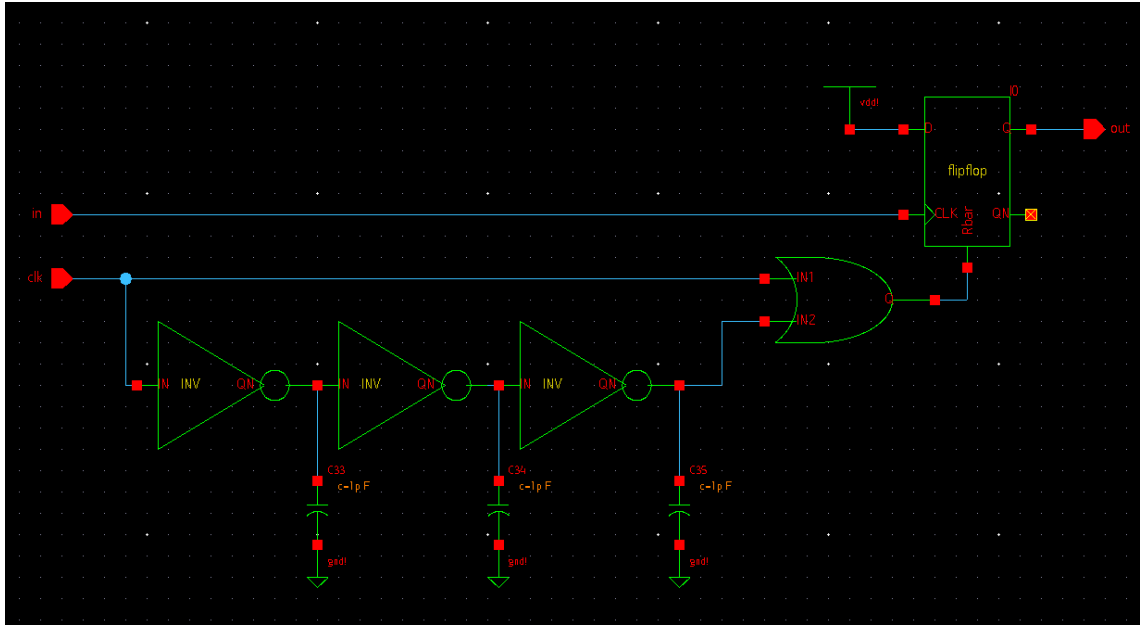 I0
vdd!
D
Q
out
flipflop
in
CLK
Rbar
QN
clk
IN1
Q
IN2
N
INV
QN
N
INV
QN
N
INV
QN
C33
c=1p F
C34
c=1p F
C35
c=1p F
gnd!
gnd!
gnd!